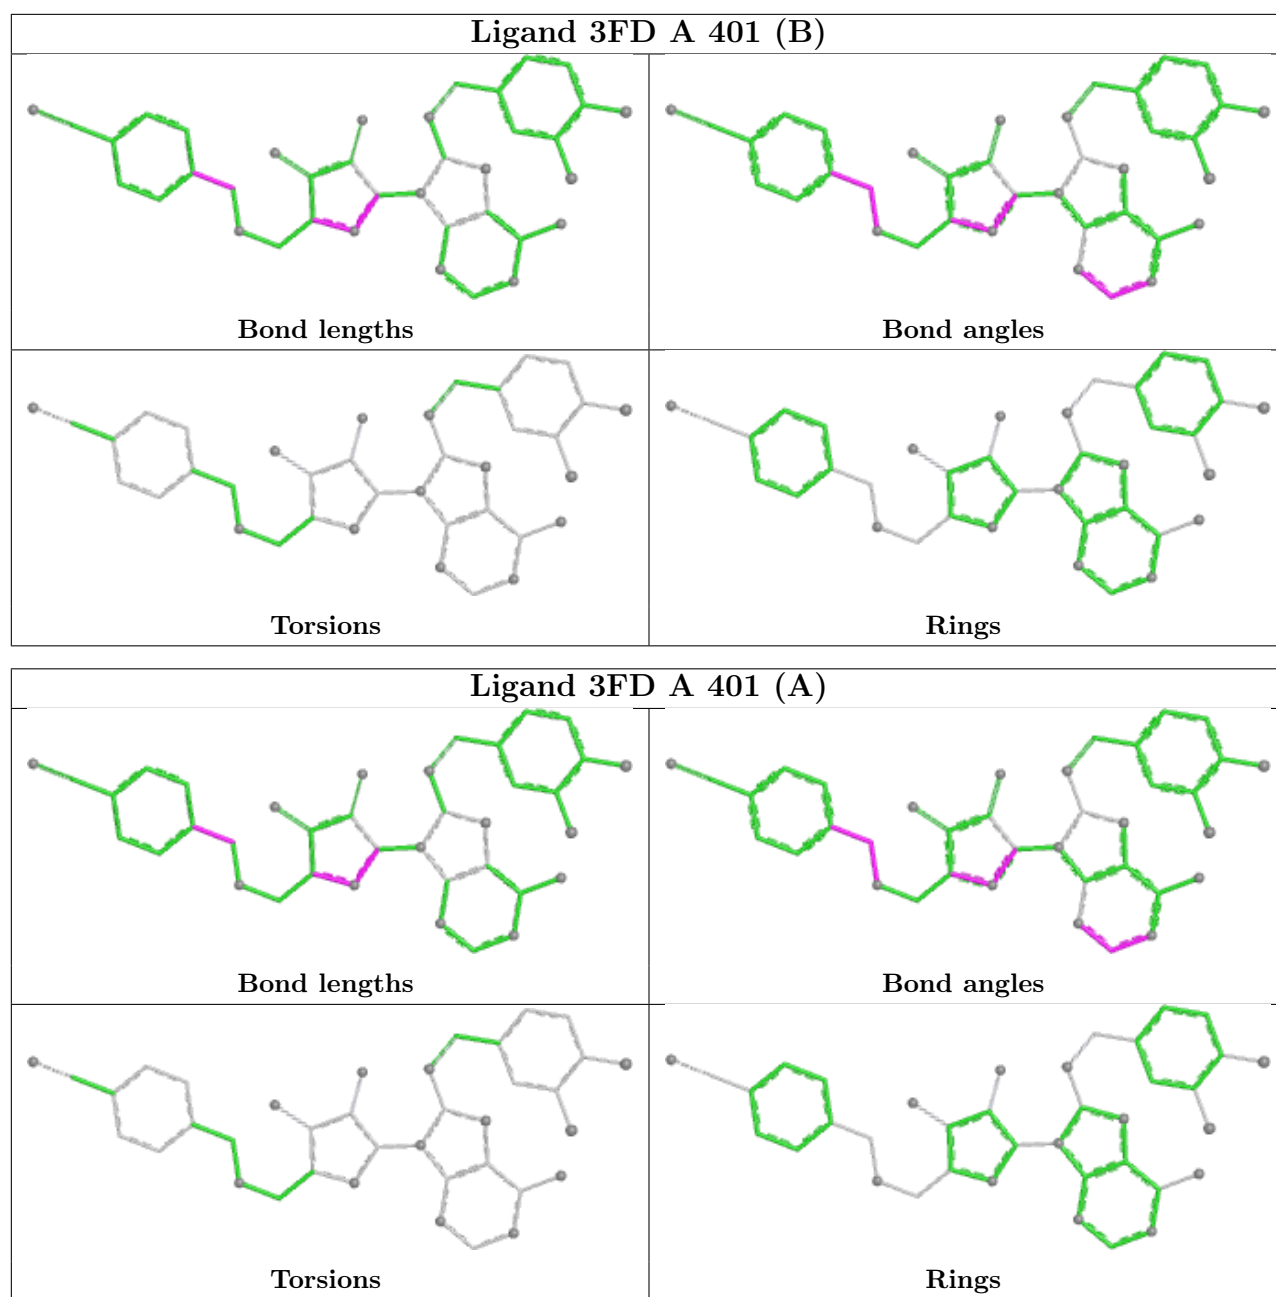 Ligand 3FD A 401 (B)
Bond lengths
Bond angles
Torsions
Rings
Ligand 3FD A 401 (A)
Bond lengths
Bond angles
Torsions
Rings